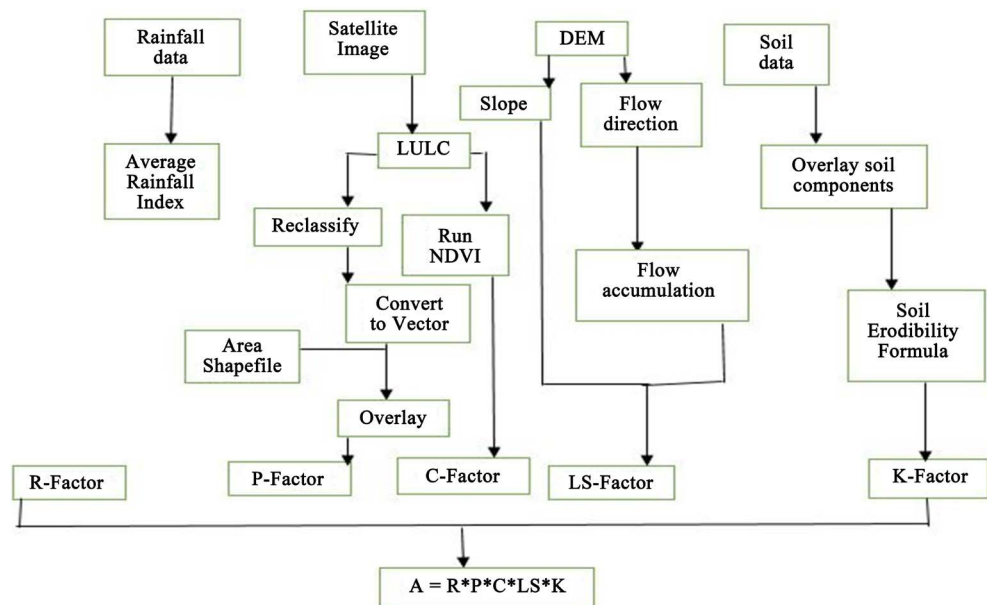 Rainfall
data
Satellite
Image
DEM
Soil
data
Slope
Flow
direction
LULC
Average
Rainfall
Index
Overlay soil
components
Reclassify
Run
NDVI
Flow
accumulation
Convert
to Vector
Soil
Erodibility
Formula
Area
Shapefile
Overlay
R-Factor
P-Factor
C-Factor
LS-Factor
K-Factor
A = R*P*C*LS*K